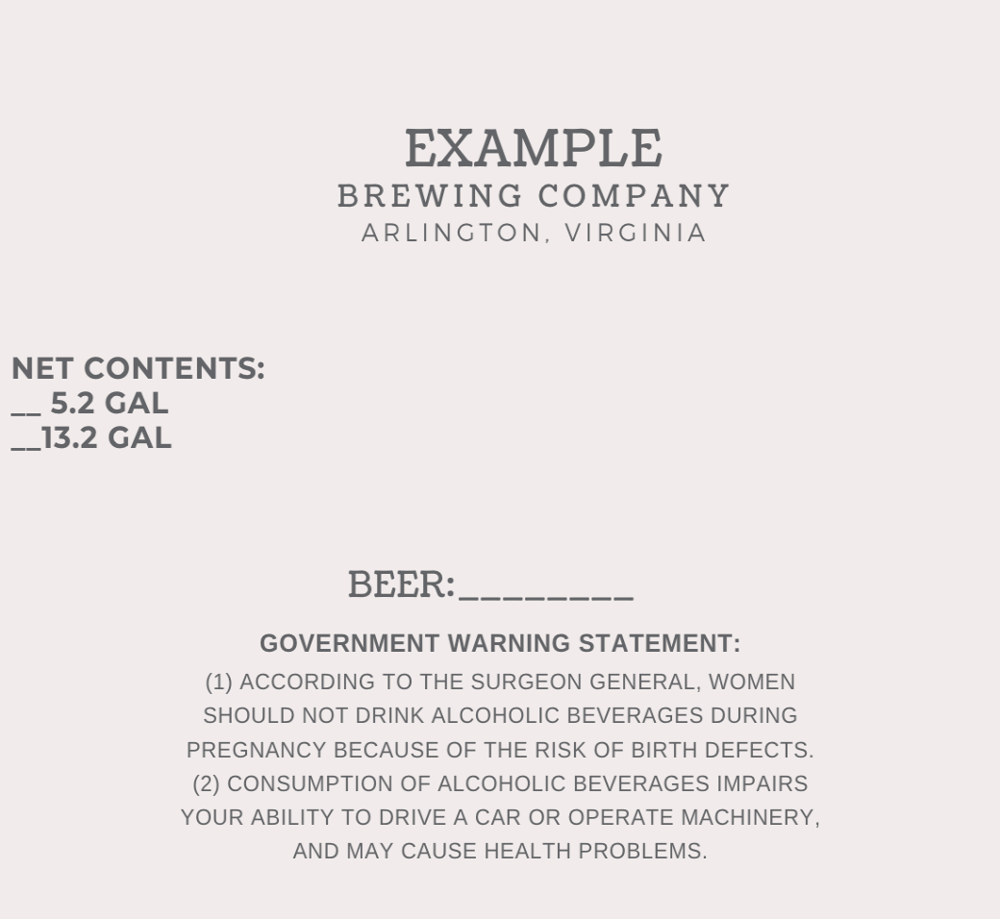 EXAMPLE
BREWING COMPANY
ARLINGTON, VIRGINIA
NET CONTENTS:
__ 5.2 GAL
__13.2 GAL
BEER:________
GOVERNMENT WARNING STATEMENT:
(1) ACCORDING TO THE SURGEON GENERAL, WOMEN
SHOULD NOT DRINK ALCOHOLIC BEVERAGES DURING
PREGNANCY BECAUSE OF THE RISK OF BIRTH DEFECTS.
(2) CONSUMPTION OF ALCOHOLIC BEVERAGES IMPAIRS
YOUR ABILITY TO DRIVE A CAR OR OPERATE MACHINERY,
AND MAY CAUSE HEALTH PROBLEMS.